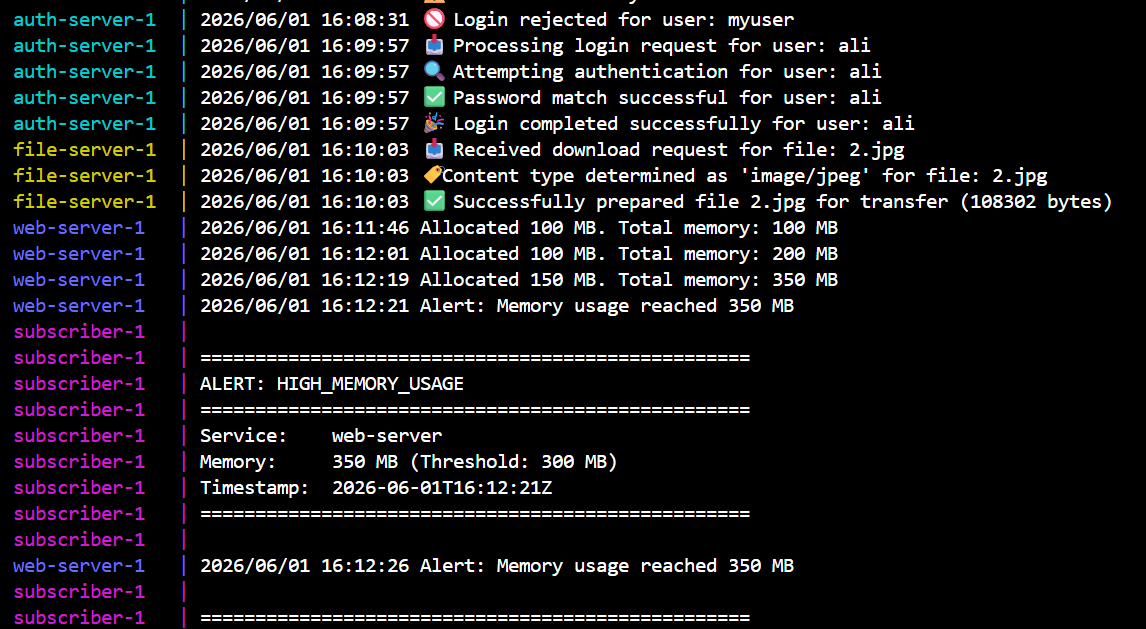 auth-server-1 | 2026/06/01 16:08:31 🚫 Login rejected for user: myuser
auth-server-1 | 2026/06/01 16:09:57 📥 Processing login request for user: ali
auth-server-1 | 2026/06/01 16:09:57 🔍 Attempting authentication for user: ali
auth-server-1 | 2026/06/01 16:09:57 ✅ Password match successful for user: ali
auth-server-1 | 2026/06/01 16:09:57 🎉 Login completed successfully for user: ali
file-server-1 | 2026/06/01 16:10:03 📥 Received download request for file: 2.jpg
file-server-1 | 2026/06/01 16:10:03 🏷️Content type determined as 'image/jpeg' for file: 2.jpg
file-server-1 | 2026/06/01 16:10:03 ✅ Successfully prepared file 2.jpg for transfer (108302 bytes)
web-server-1 | 2026/06/01 16:11:46 Allocated 100 MB. Total memory: 100 MB
web-server-1 | 2026/06/01 16:12:01 Allocated 100 MB. Total memory: 200 MB
web-server-1 | 2026/06/01 16:12:19 Allocated 150 MB. Total memory: 350 MB
web-server-1 | 2026/06/01 16:12:21 Alert: Memory usage reached 350 MB
subscriber-1 |
subscriber-1 | ==================================================
subscriber-1 | ALERT: HIGH_MEMORY_USAGE
subscriber-1 | ==================================================
subscriber-1 | Service: web-server
subscriber-1 | Memory: 350 MB (Threshold: 300 MB)
subscriber-1 | Timestamp: 2026-06-01T16:12:21Z
subscriber-1 | ==================================================
subscriber-1 |
web-server-1 | 2026/06/01 16:12:26 Alert: Memory usage reached 350 MB
subscriber-1 |
subscriber-1 | ==================================================